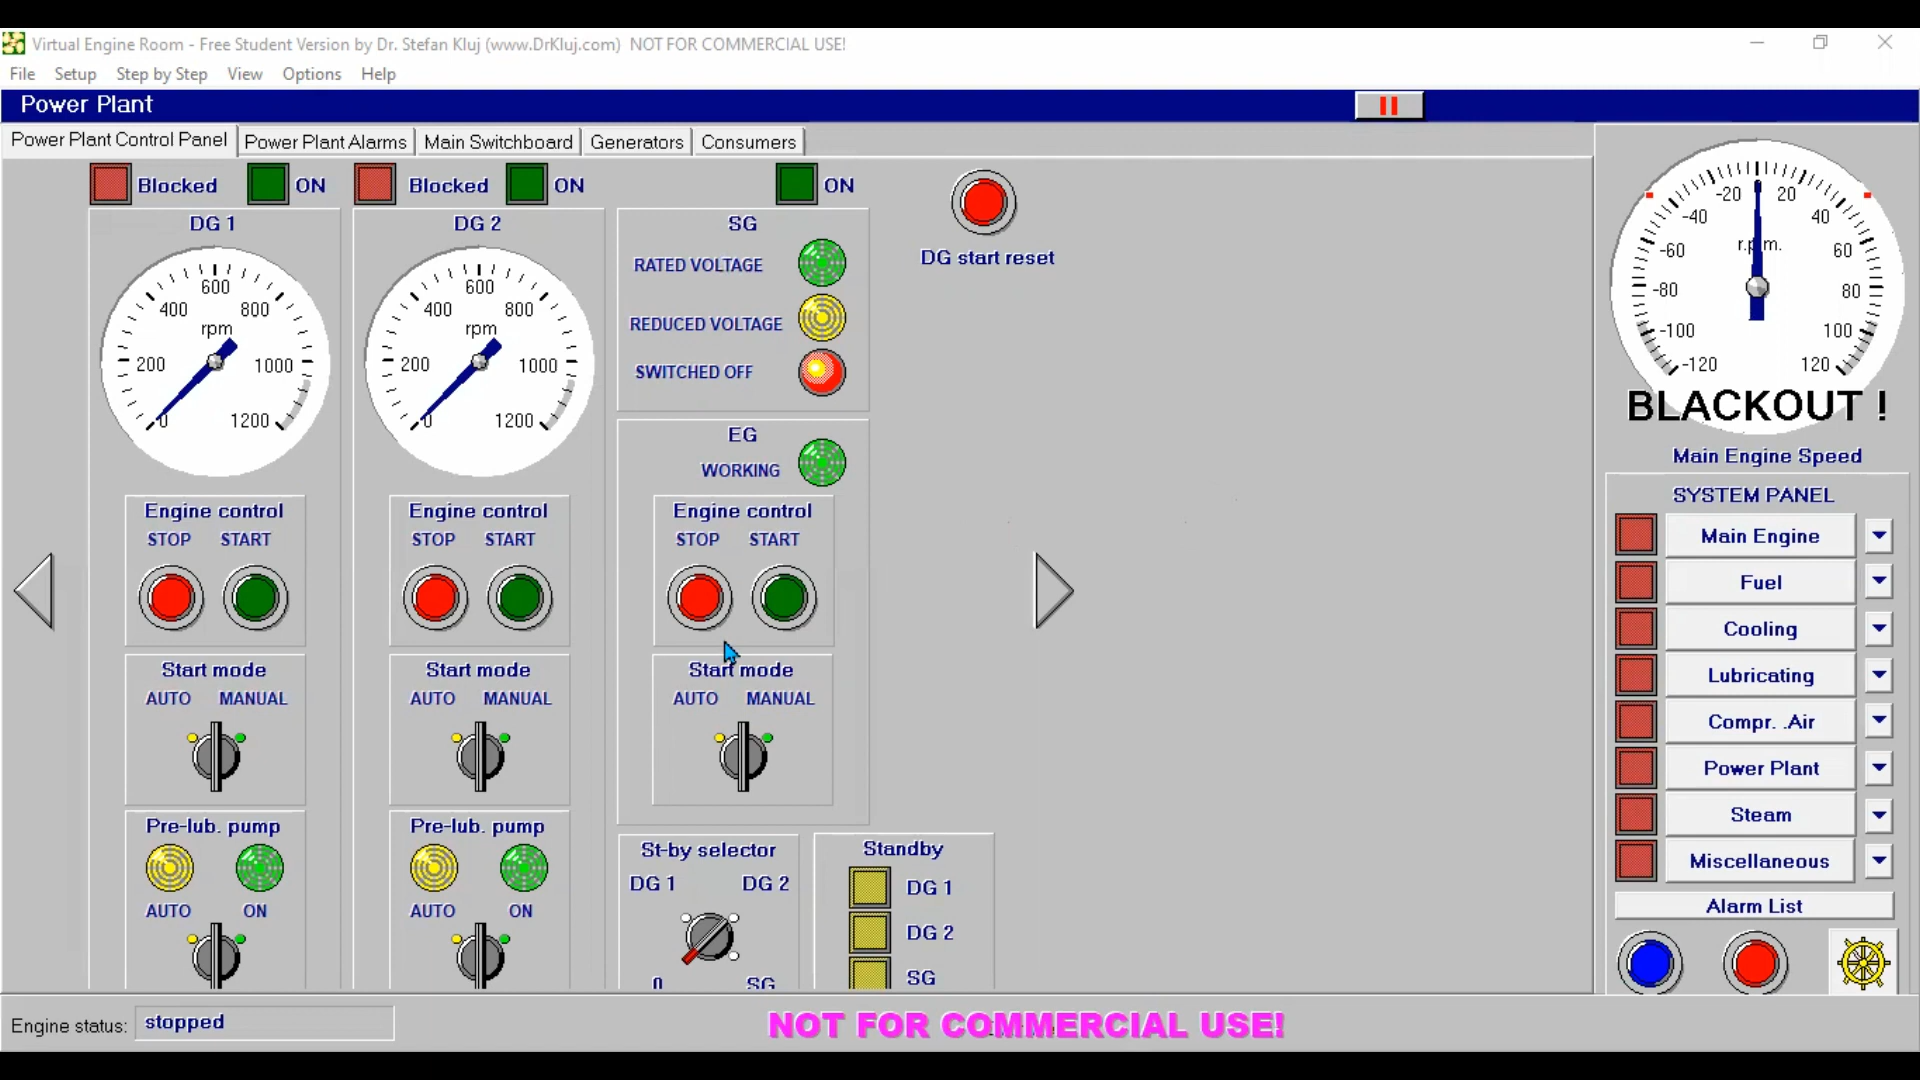 Virtual Engine Room - Free Student Version by Dr. Stefan Kluj (www.DrKluj.com) NOT FOR COMMERCIAL USE!
File Setup Step by Step View Options Help
Power Plant
Power Plant Control Panel Power Plant Alarms Main Switchboard Generators Consumers
Blocked ON Blocked ON ON
DG 1
0 200 400 600 800 1000 1200
rpm
Engine control
STOP START
Start mode
AUTO MANUAL
Pre-lub. pump
AUTO ON
DG 2
0 200 400 600 800 1000 1200
rpm
Engine control
STOP START
Start mode
AUTO MANUAL
Pre-lub. pump
AUTO ON
SG
RATED VOLTAGE
REDUCED VOLTAGE
SWITCHED OFF
EG
WORKING
Engine control
STOP START
Start mode
AUTO MANUAL
St-by selector
DG 1 DG 2
0 SG
Standby
DG 1
DG 2
SG
DG start reset
-120 -100 -80 -60 -40 -20 20 40 60 80 100 120
r.p.m.
BLACKOUT !
Main Engine Speed
SYSTEM PANEL
Main Engine
Fuel
Cooling
Lubricating
Compr. .Air
Power Plant
Steam
Miscellaneous
Alarm List
Engine status: stopped
NOT FOR COMMERCIAL USE!